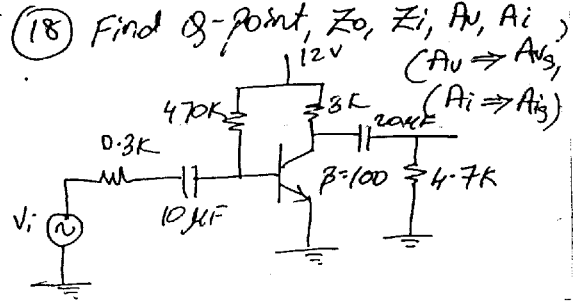 (18) Find Q-Point, Zo, Zi, Av, Ai,
12V
(Av ⇒ Avs,
(Ai ⇒ Ais)
470K
3K
20μF
0.3K
β=100
4.7K
Vi
10μF